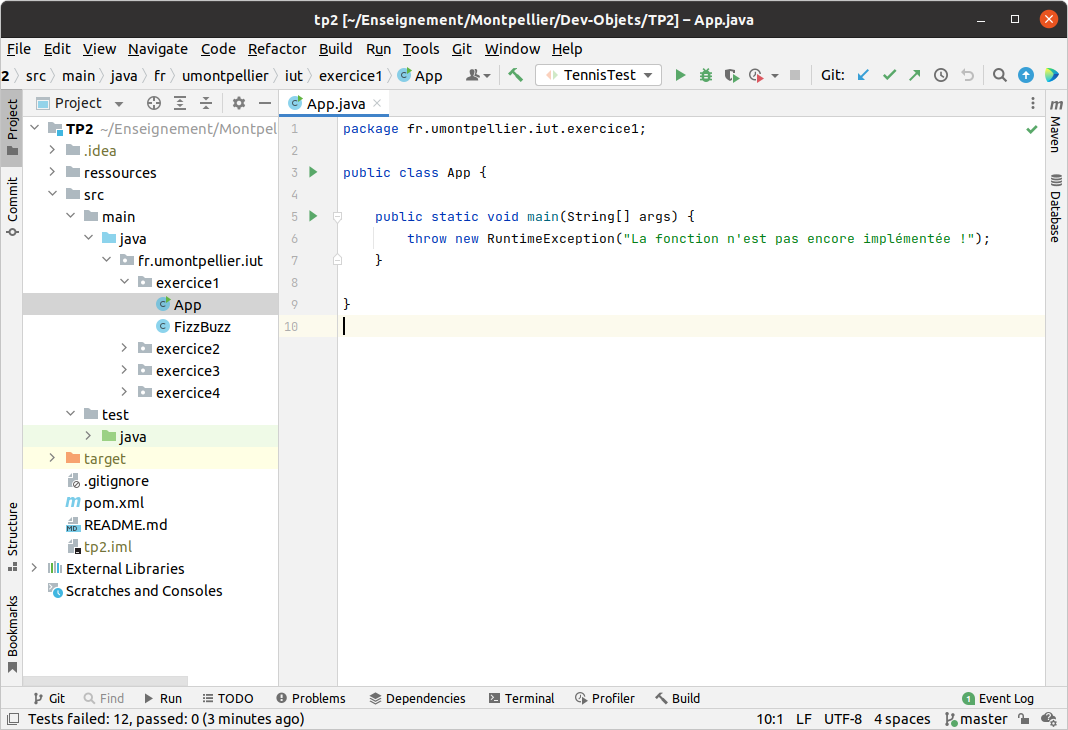 tp2 [~/Enseignement/Montpellier/Dev-Objets/TP2] – App.java
File Edit View Navigate Code Refactor Build Run Tools Git Window Help
2 src main java fr umontpellier iut exercice1 App TennisTest Git:
Project
App.java
Project
Commit
Structure
Bookmarks
TP2 ~/Enseignement/Montpel
.idea
ressources
src
main
java
fr.umontpellier.iut
exercice1
App
FizzBuzz
exercice2
exercice3
exercice4
test
java
target
.gitignore
pom.xml
README.md
tp2.iml
External Libraries
Scratches and Consoles
1 package fr.umontpellier.iut.exercice1;
2
3 public class App {
4
5 public static void main(String[] args) {
6 throw new RuntimeException("La fonction n'est pas encore implémentée !");
7 }
8
9 }
10
Maven
Database
Git Find Run TODO Problems Dependencies Terminal Profiler Build 1 Event Log
Tests failed: 12, passed: 0 (3 minutes ago) 10:1 LF UTF-8 4 spaces master